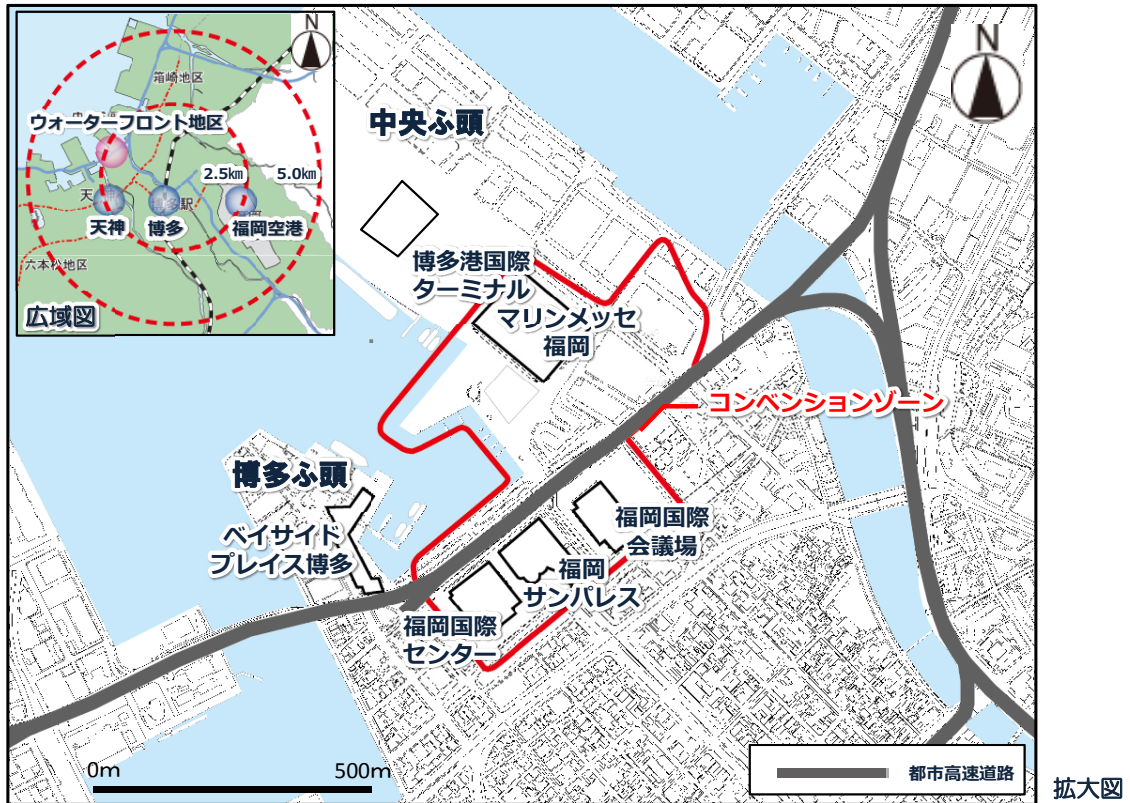 N
箱崎地区
ウォーターフロント地区
2.5km
5.0km
天神
博多
福岡空港
六本松地区
広域図
N
中央ふ頭
博多港国際
ターミナル
マリンメッセ
福岡
コンベンションゾーン
博多ふ頭
ベイサイド
プレイス博多
福岡国際
会議場
福岡
サンパレス
福岡国際
センター
0m
500m
都市高速道路
拡大図